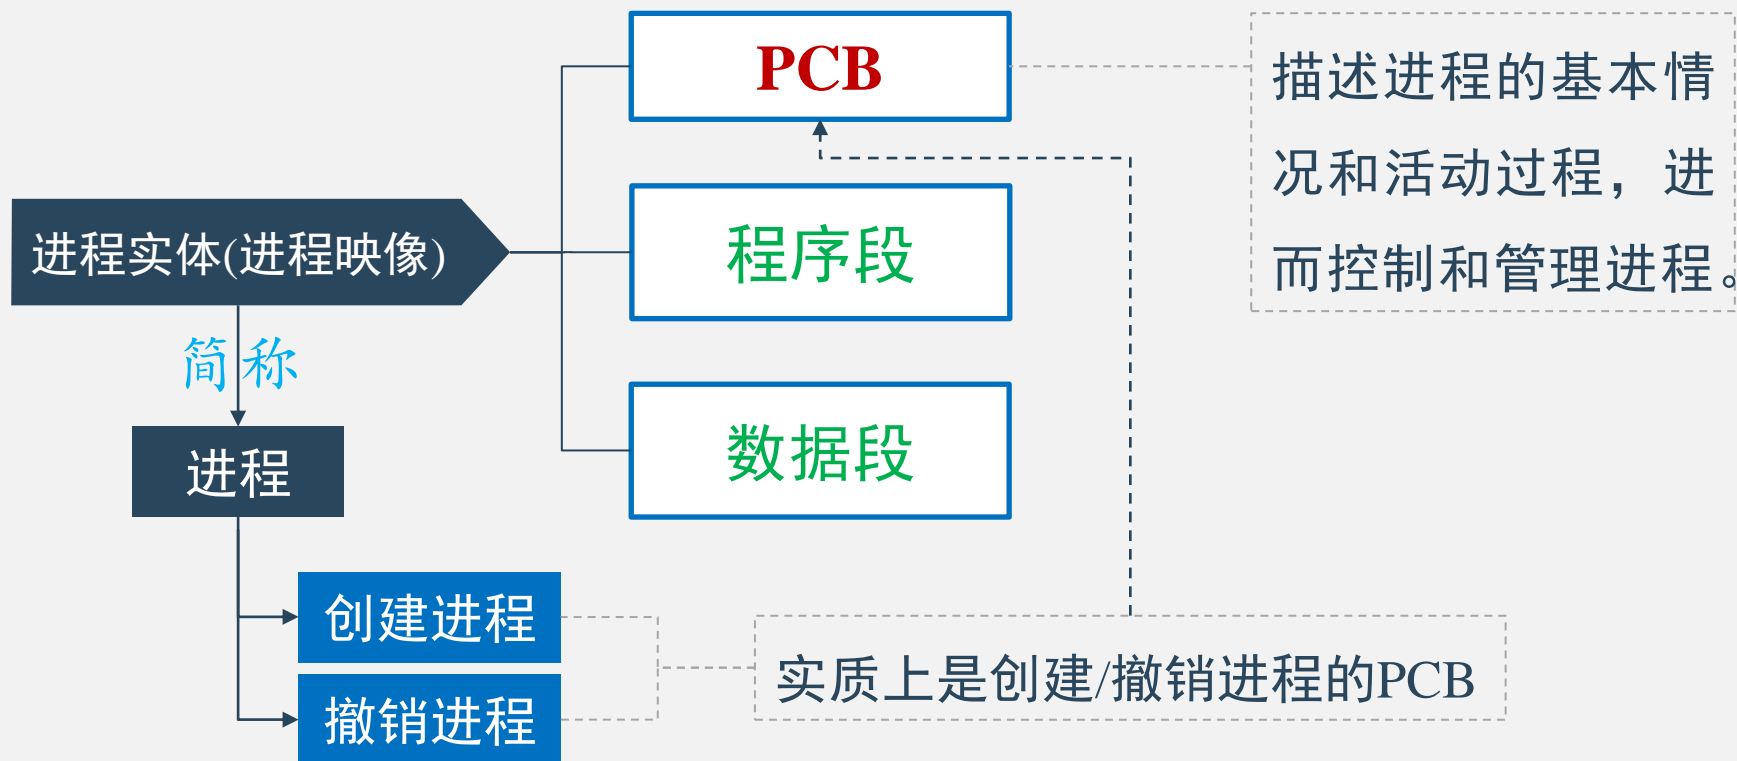 PCB
描述进程的基本情
况和活动过程，进
而控制和管理进程。
进程实体(进程映像)
程序段
简称
数据段
进程
创建进程
实质上是创建/撤销进程的PCB
撤销进程